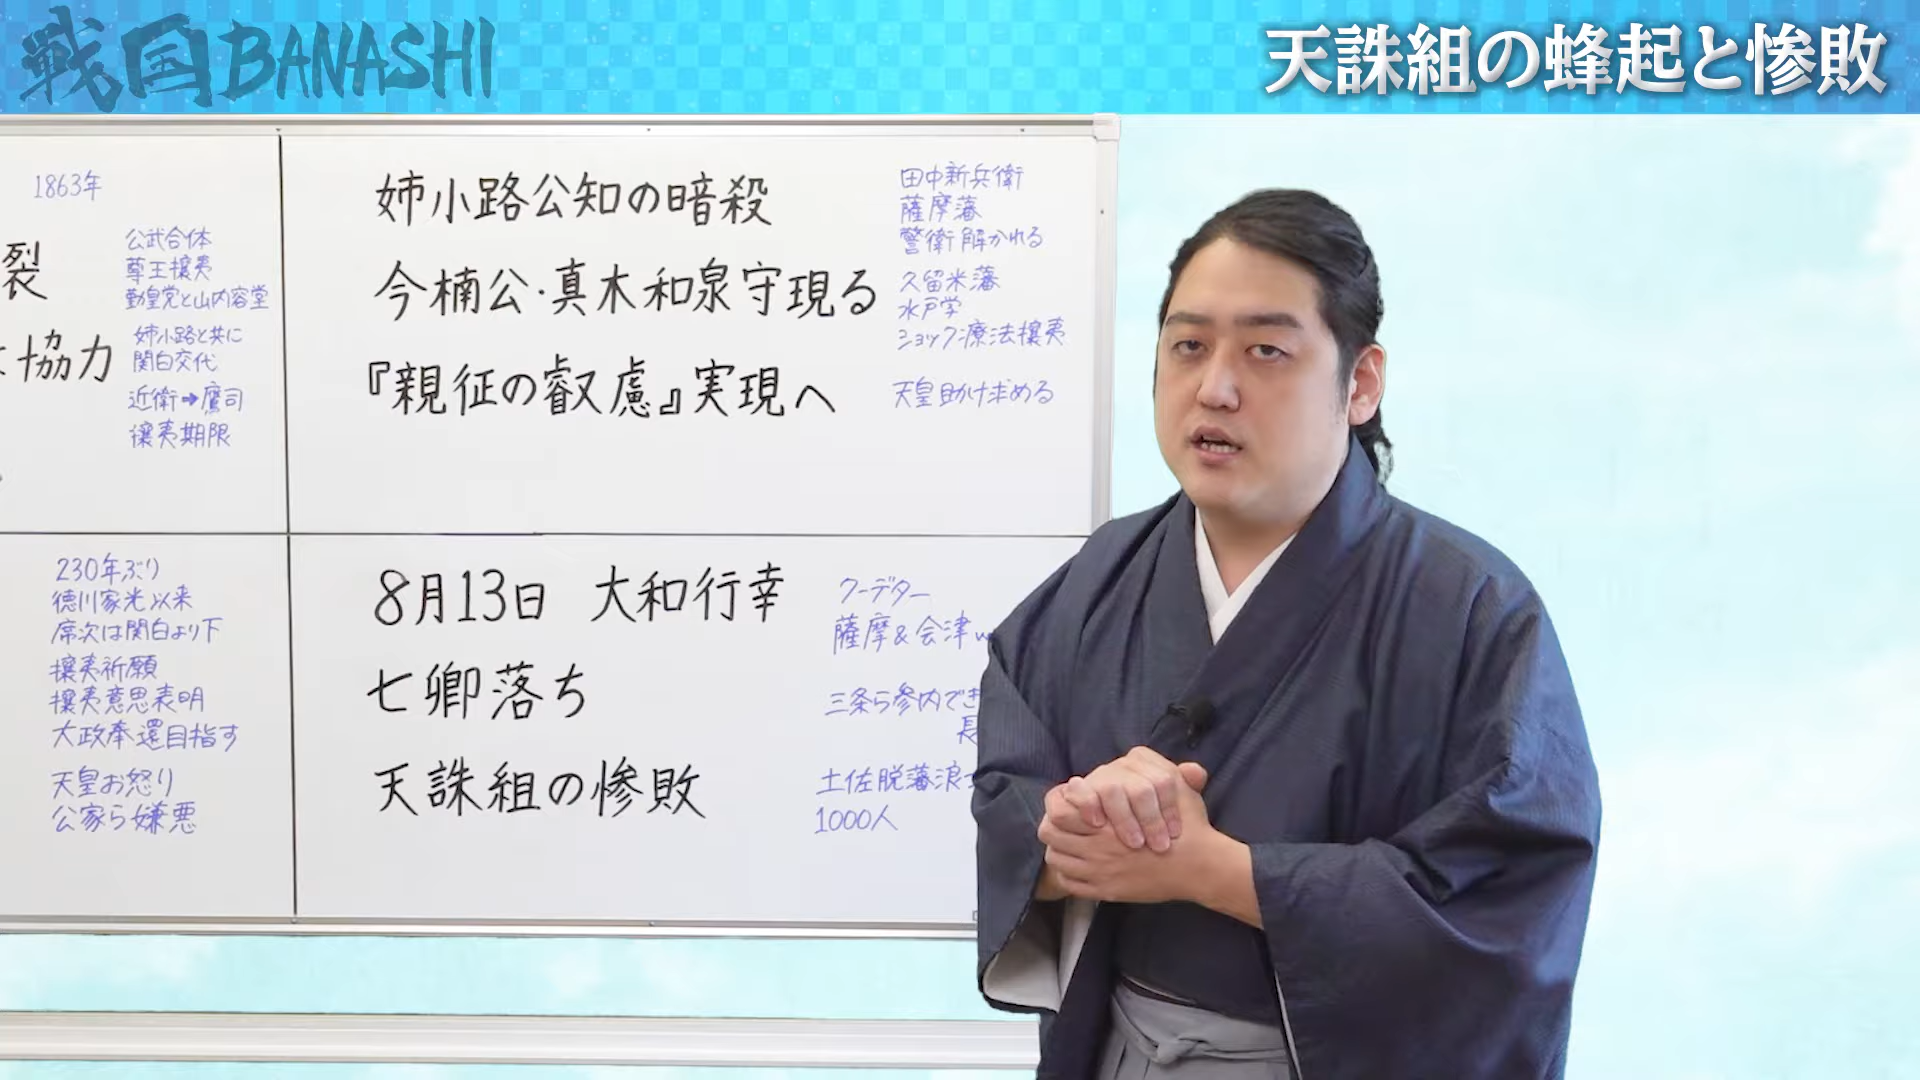 戦国BANASHI
天誅組の蜂起と惨敗
1863年
裂
公武合体
尊王攘夷
勤皇党と山内容堂
協力
姉小路と共に
関白交代
近衛➡鷹司
攘夷期限
姉小路公知の暗殺
田中新兵衛
薩摩藩
警衛解かれる
今楠公・真木和泉守現る
久留米藩
水戸学
ショック療法攘夷
『親征の叡慮』実現へ
天皇助け求める
230年ぶり
徳川家光以来
席次は関白より下
攘夷祈願
攘夷意思表明
大政奉還目指す
天皇お怒り
公家ら嫌悪
8月13日 大和行幸
クーデター
薩摩&会津
七卿落ち
三条ら参内でき
長
天誅組の惨敗
土佐脱藩浪
1000人